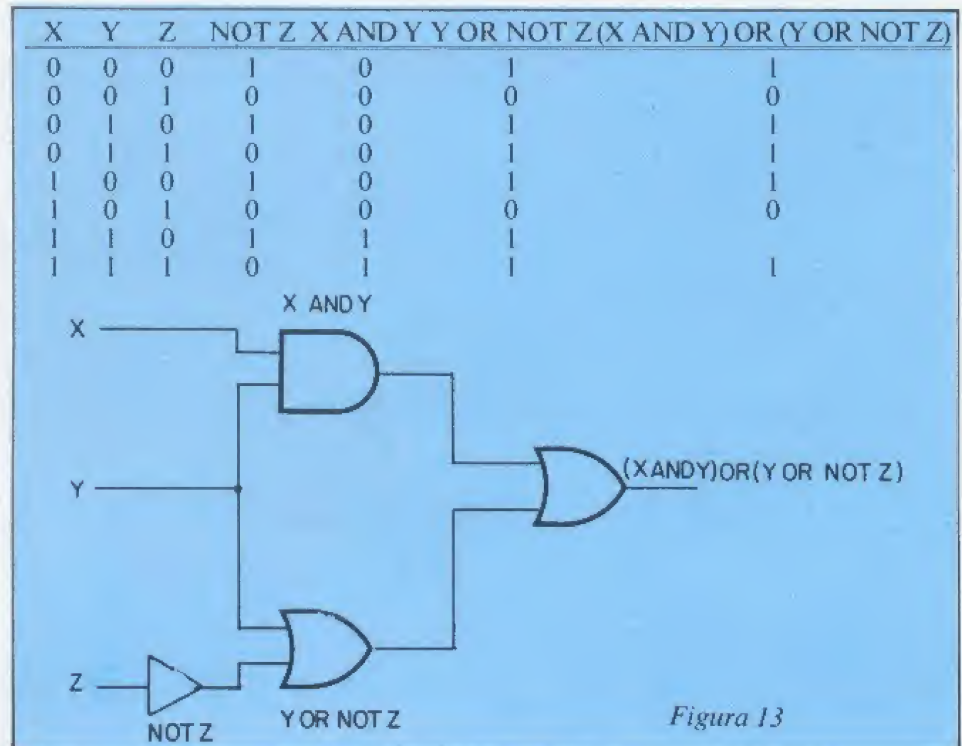 X Y Z NOT Z X AND Y Y OR NOT Z (X AND Y) OR (Y OR NOT Z)
0 0 0 1 0 1 1
0 0 1 0 0 0 0
0 1 0 1 0 1 1
0 1 1 0 0 1 1
1 0 0 1 0 1 1
1 0 1 0 0 0 0
1 1 0 1 1 1
1 1 1 0 1 1 1
X AND Y
X
Y
(X AND Y) OR (Y OR NOT Z)
Z
NOT Z
Y OR NOT Z
Figura 13